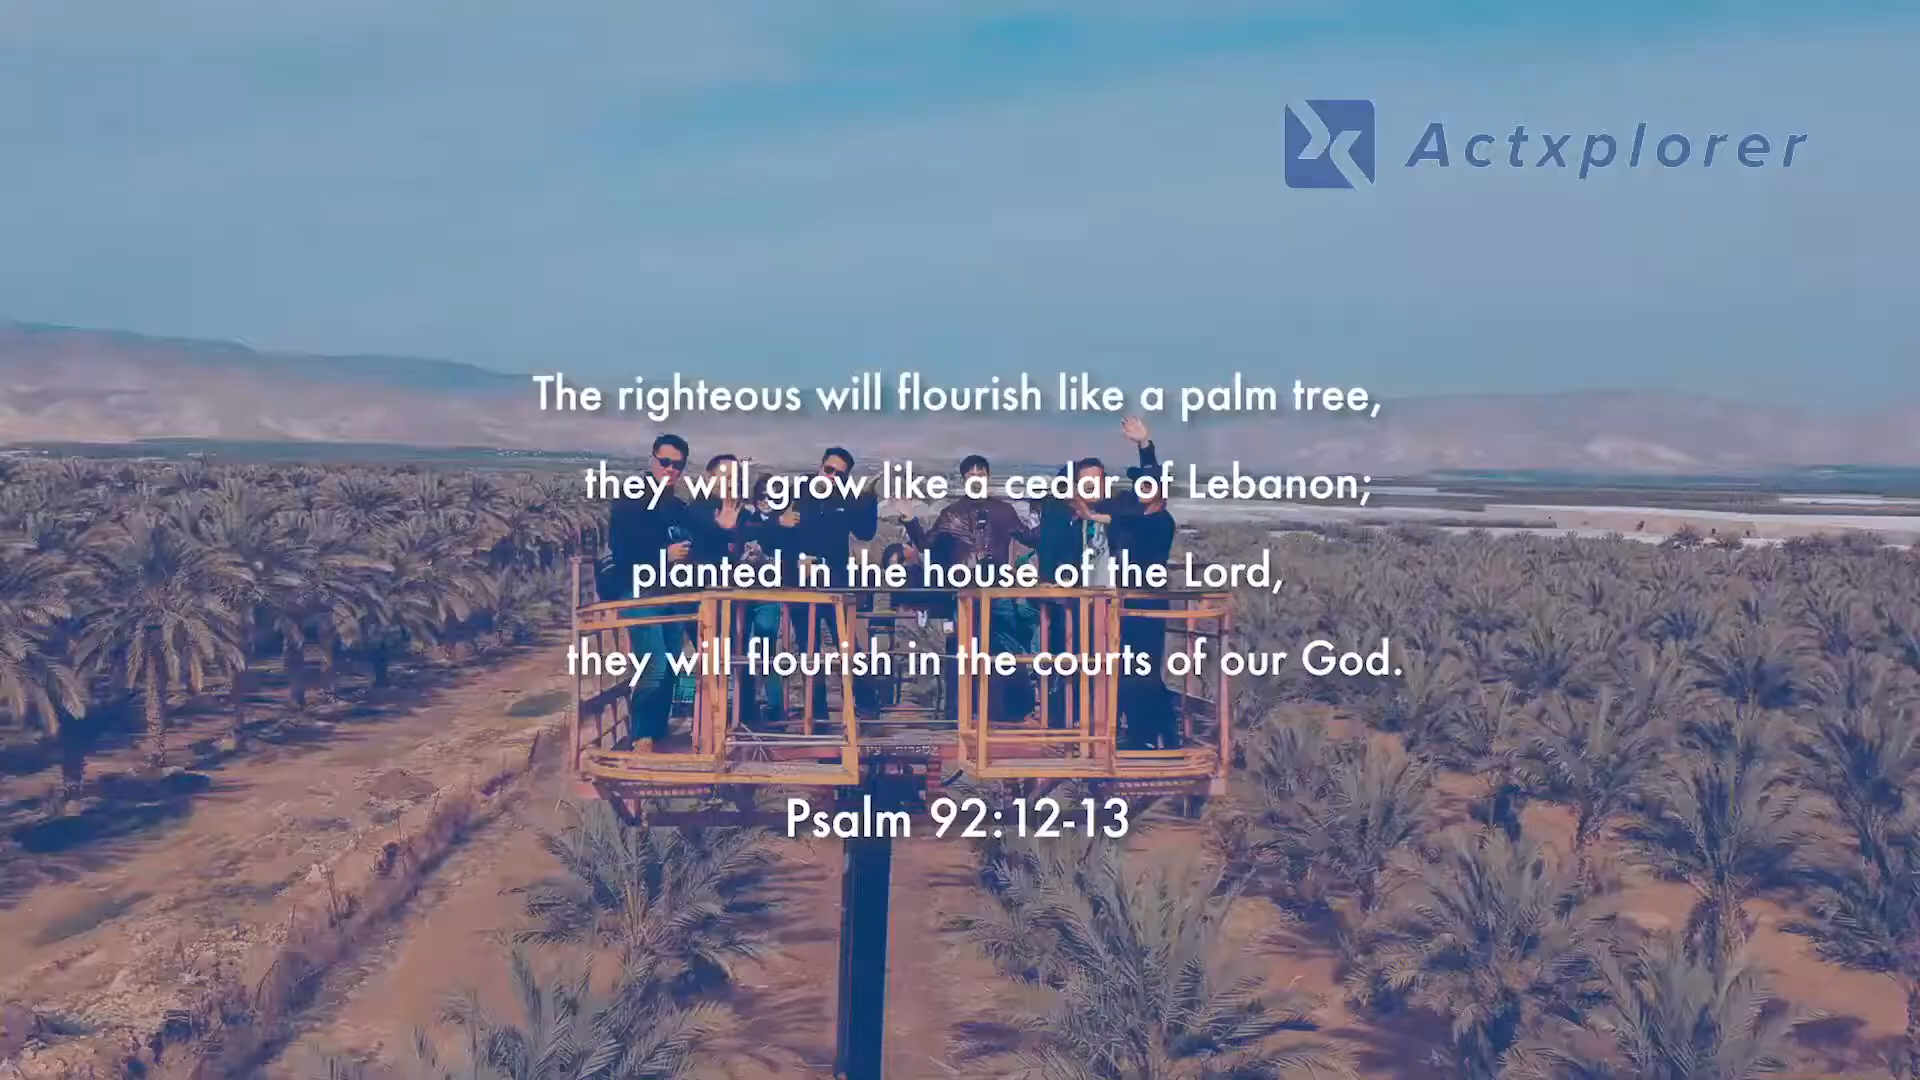 Actxplorer
The righteous will flourish like a palm tree,
they will grow like a cedar of Lebanon;
planted in the house of the Lord,
they will flourish in the courts of our God.
Psalm 92:12-13